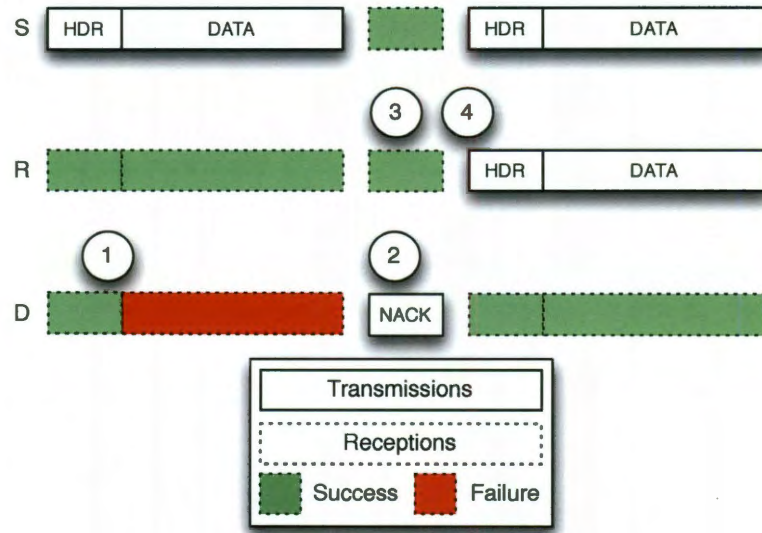 S HDR DATA HDR DATA
3 4
R HDR DATA
1 2
D NACK
Transmissions
Receptions
Success Failure